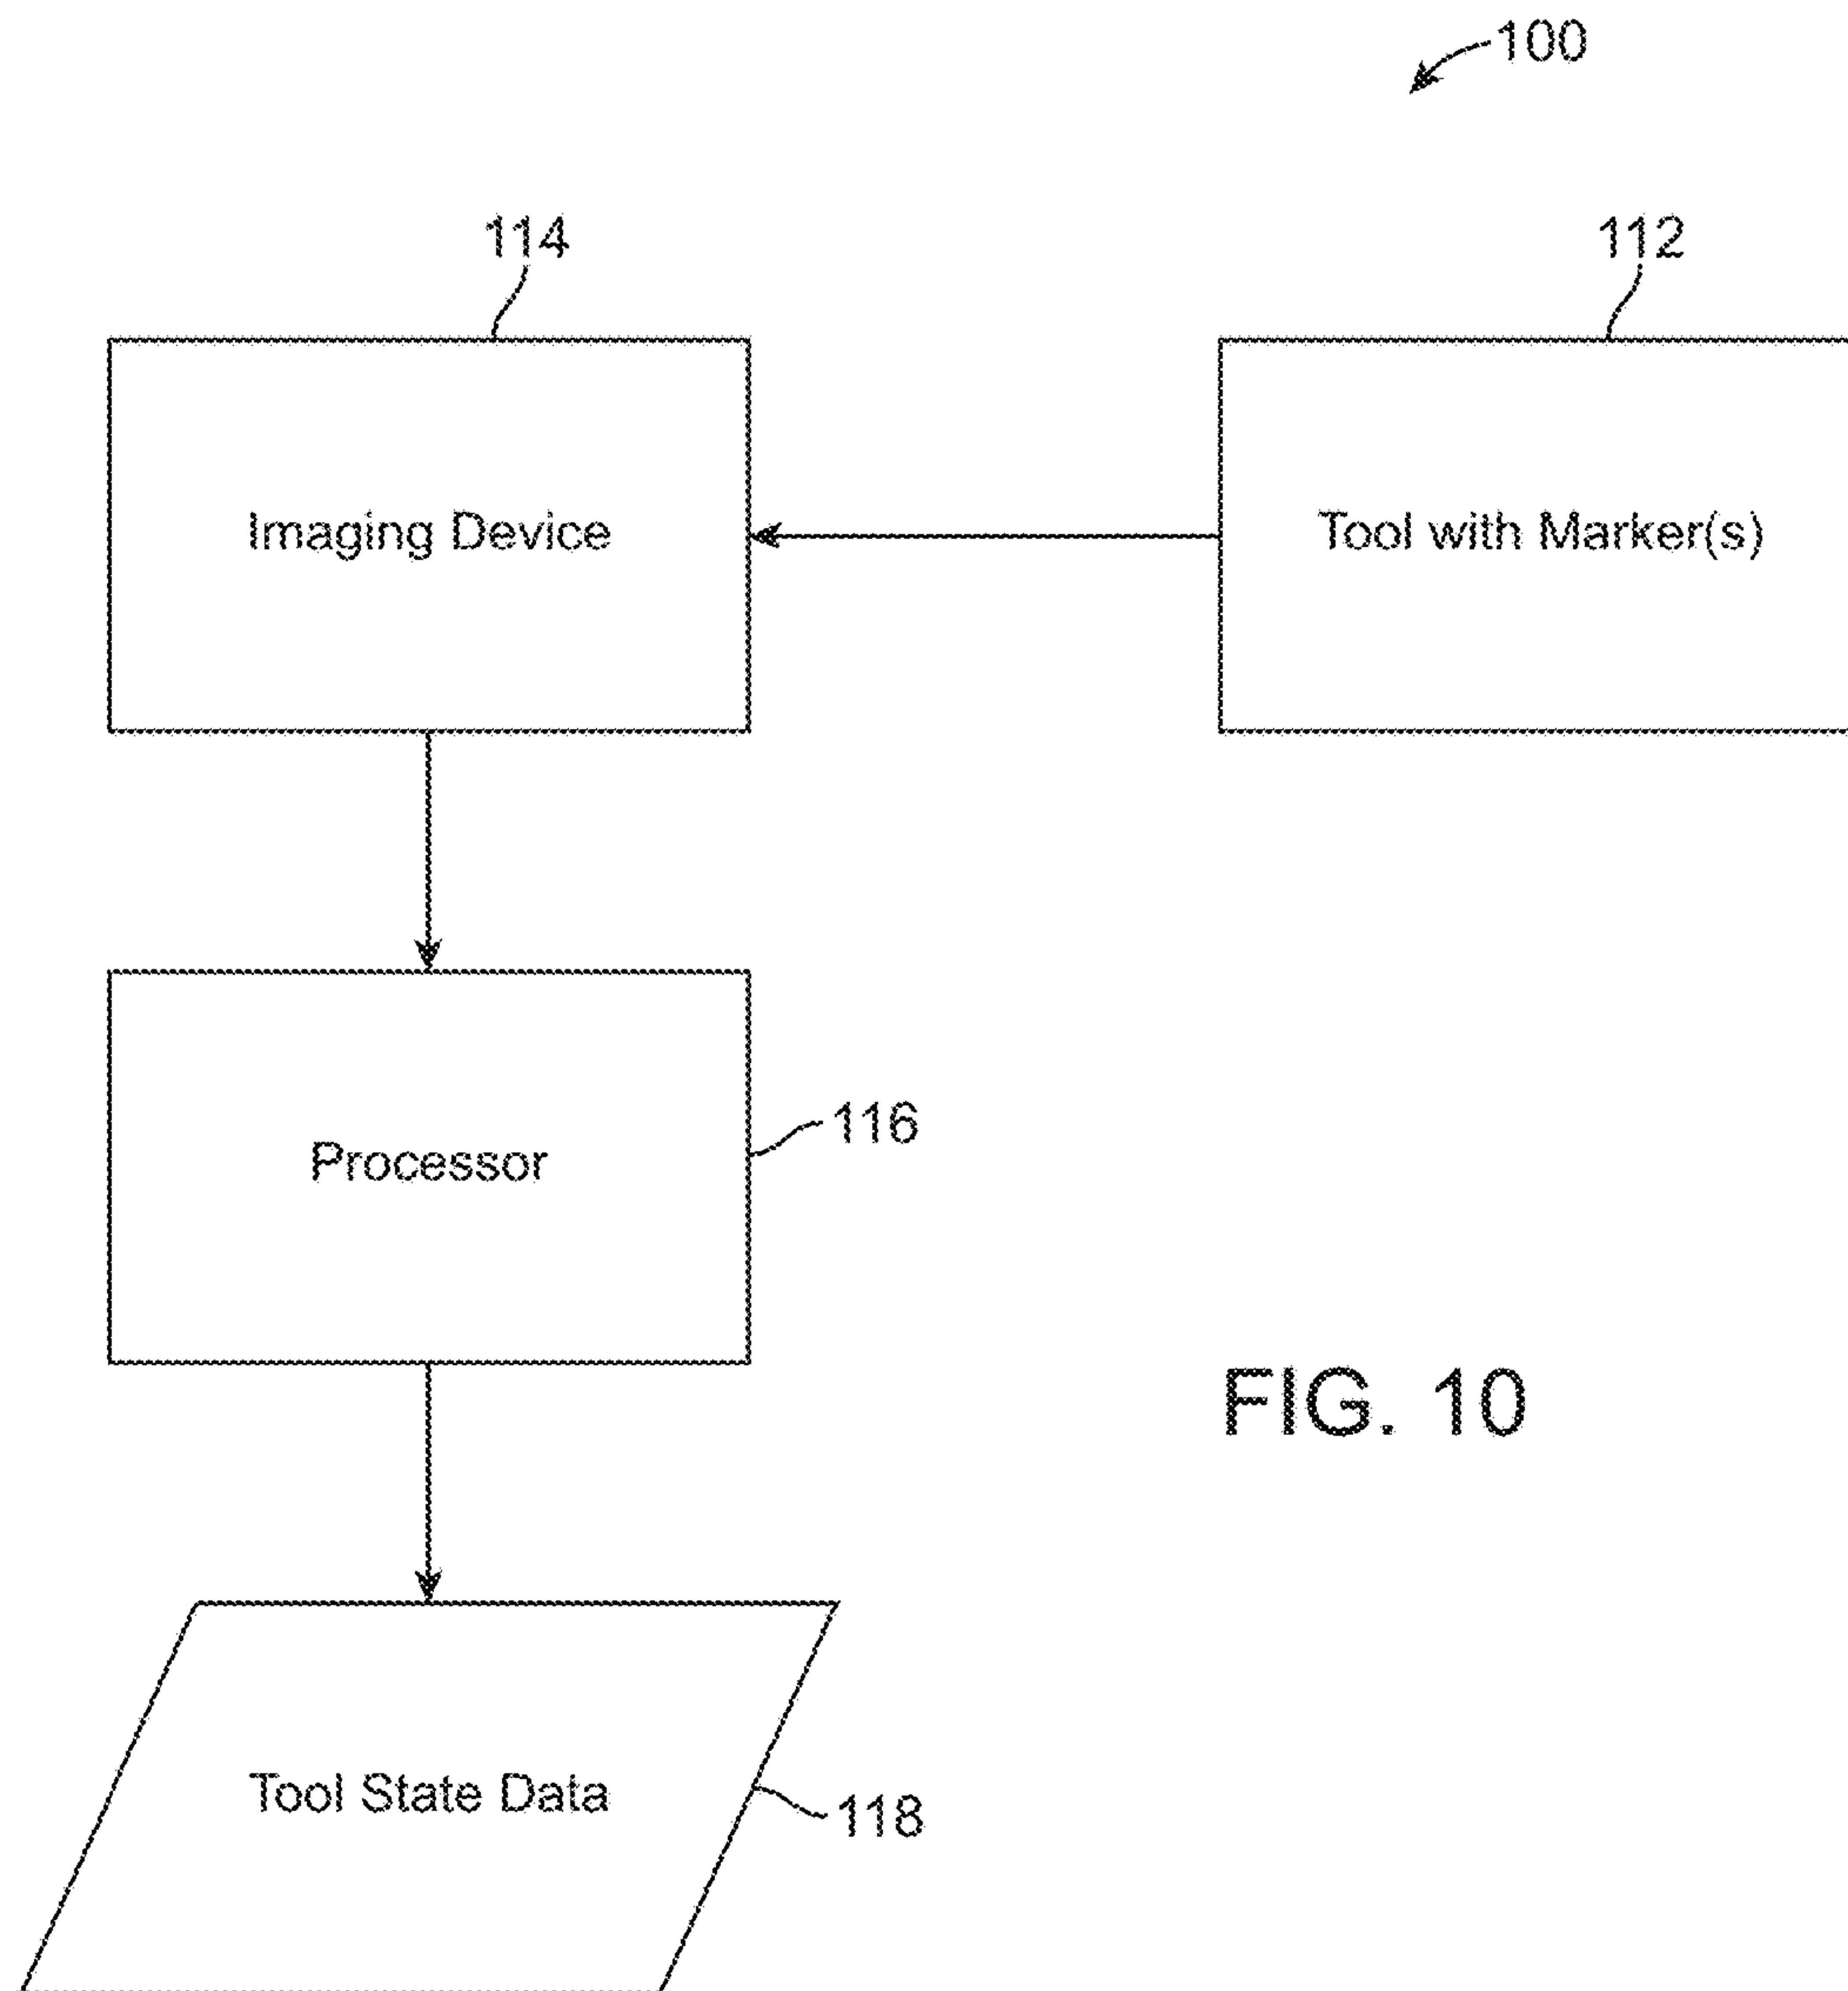 100
114
112
Imaging Device
Tool with Marker(s)
Processor
116
FIG. 10
Tool State Data
118